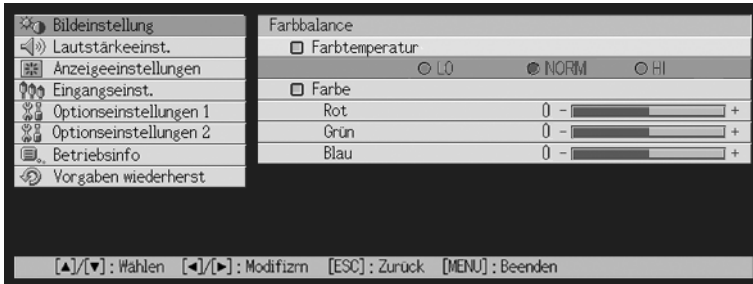 Bildeinstellung
Lautstärkeeinst.
Anzeigeeinstellungen
Eingangseinst.
Optionseinstellungen 1
Optionseinstellungen 2
Betriebsinfo
Vorgaben wiederherst
Farbbalance
Farbtemperatur
LO NORM HI
Farbe
Rot 0 - +
Grün 0 - +
Blau 0 - +
[▲]/[▼] : Wählen [◄]/[►] : Modifizrn [ESC] : Zurück [MENU] : Beenden